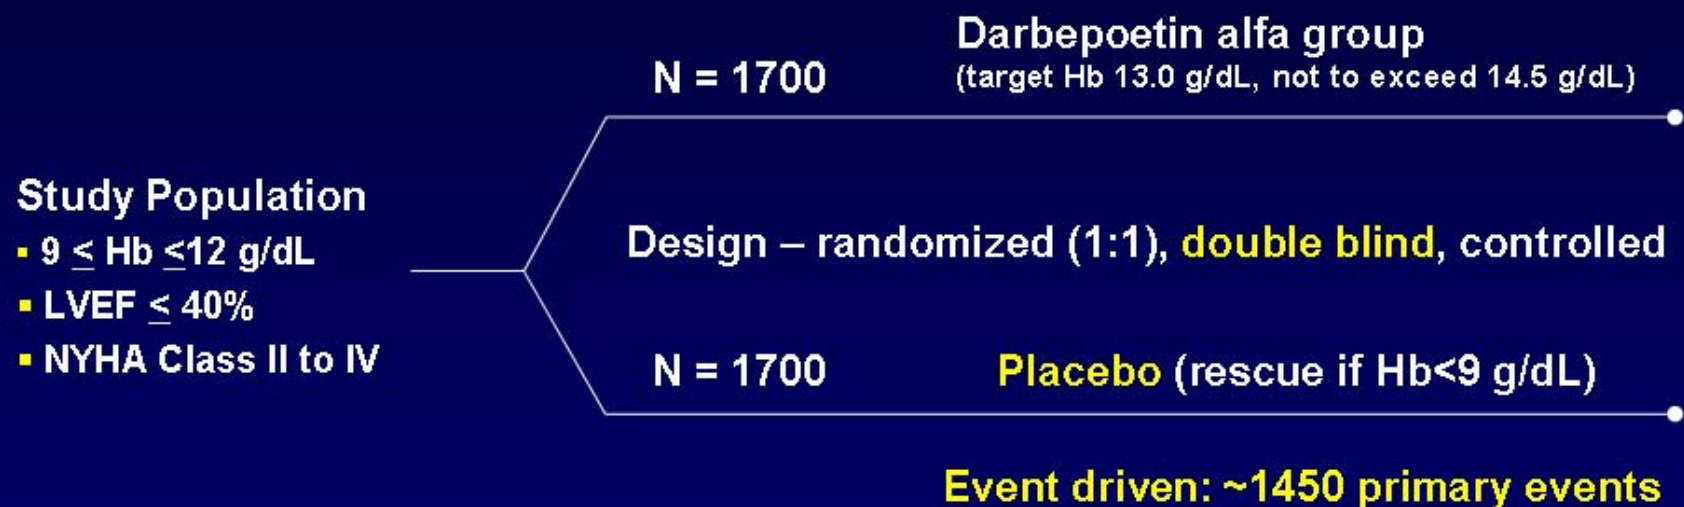 Darbepoetin alfa group
N = 1700
(target Hb 13.0 g/dL, not to exceed 14.5 g/dL)
Study Population
▪ 9 ≤ Hb ≤12 g/dL
▪ LVEF ≤ 40%
▪ NYHA Class II to IV
Design – randomized (1:1), double blind, controlled
N = 1700 Placebo (rescue if Hb<9 g/dL)
Event driven: ~1450 primary events